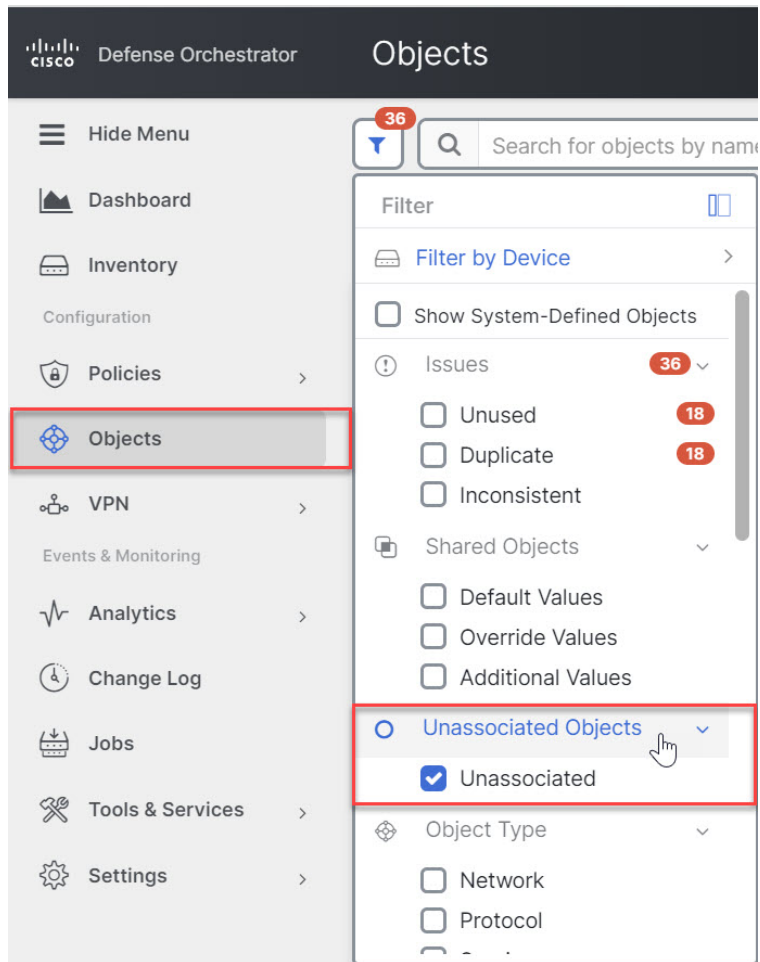 cisco Defense Orchestrator
Objects
Hide Menu
Dashboard
Inventory
Configuration
Policies
Objects
VPN
Events & Monitoring
Analytics
Change Log
Jobs
Tools & Services
Settings
36
Search for objects by name
Filter
Filter by Device
Show System-Defined Objects
Issues 36
Unused 18
Duplicate 18
Inconsistent
Shared Objects
Default Values
Override Values
Additional Values
Unassociated Objects
Unassociated
Object Type
Network
Protocol